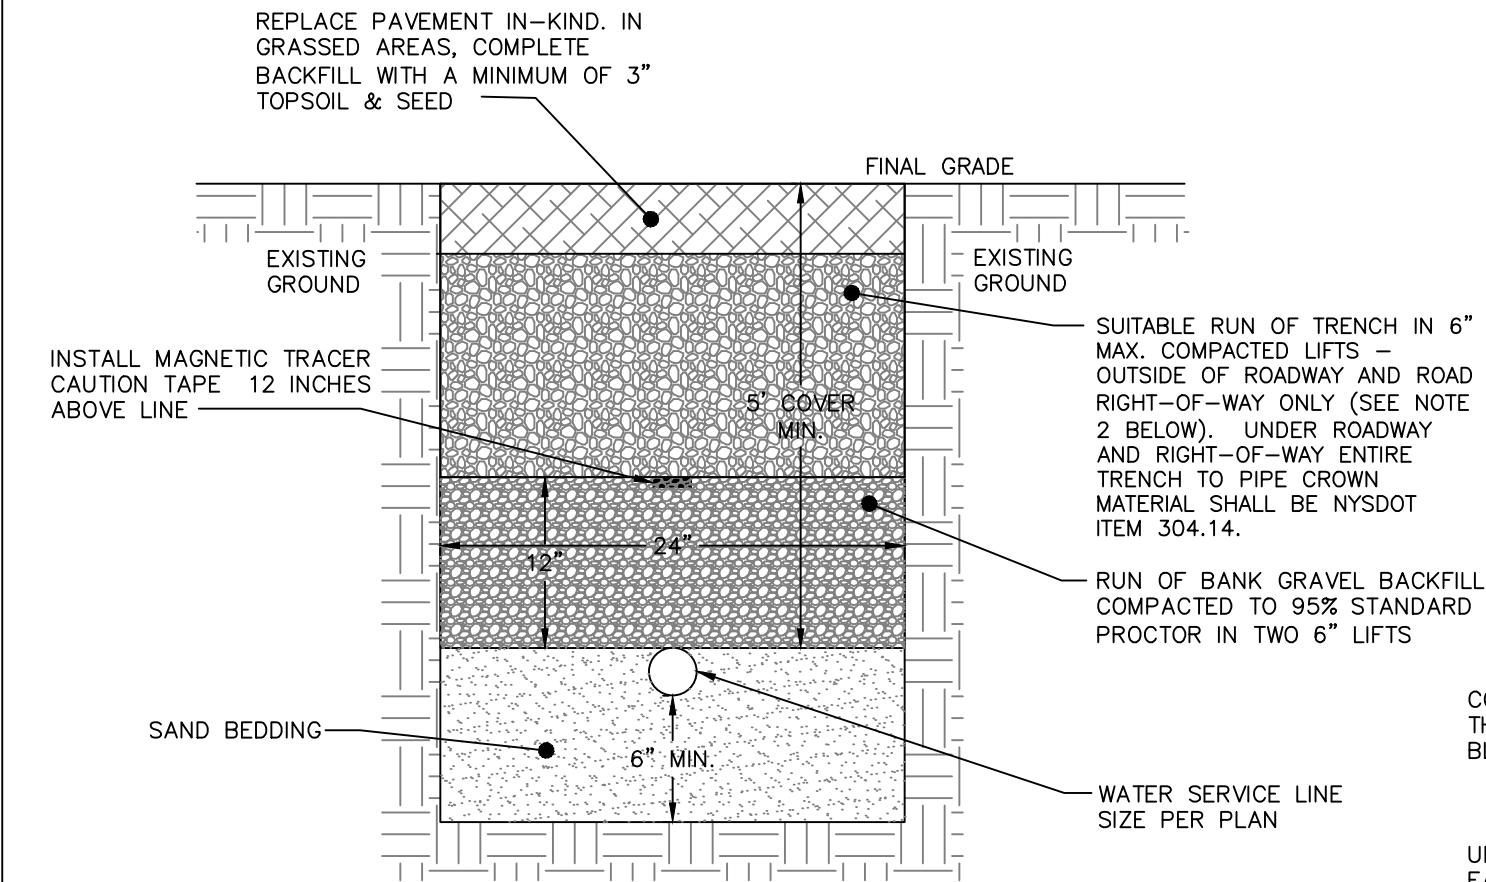 REPLACE PAVEMENT IN-KIND. IN
GRASSED AREAS, COMPLETE
BACKFILL WITH A MINIMUM OF 3"
TOPSOIL & SEED
FINAL GRADE
EXISTING
GROUND
EXISTING
GROUND
SUITABLE RUN OF TRENCH IN 6"
MAX. COMPACTED LIFTS –
OUTSIDE OF ROADWAY AND ROAD
RIGHT-OF-WAY ONLY (SEE NOTE
2 BELOW). UNDER ROADWAY
AND RIGHT-OF-WAY ENTIRE
TRENCH TO PIPE CROWN
MATERIAL SHALL BE NYSDOT
ITEM 304.14.
INSTALL MAGNETIC TRACER
CAUTION TAPE 12 INCHES
ABOVE LINE
5' COVER
MIN.
24"
12"
RUN OF BANK GRAVEL BACKFILL
COMPACTED TO 95% STANDARD
PROCTOR IN TWO 6" LIFTS
SAND BEDDING
6" MIN.
WATER SERVICE LINE
SIZE PER PLAN